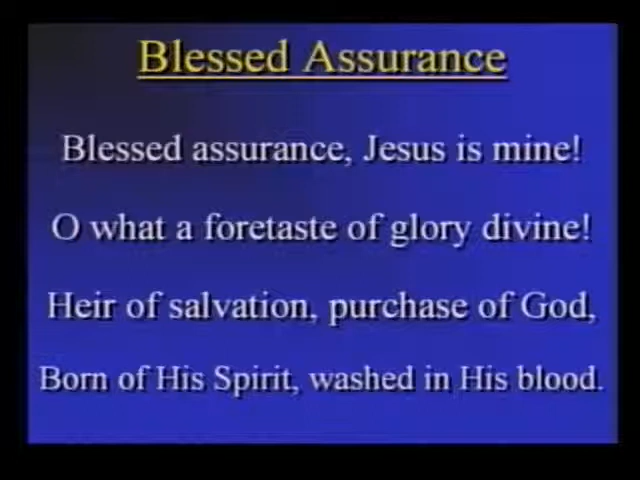 Blessed Assurance
Blessed assurance, Jesus is mine!
O what a foretaste of glory divine!
Heir of salvation, purchase of God,
Born of His Spirit, washed in His blood.